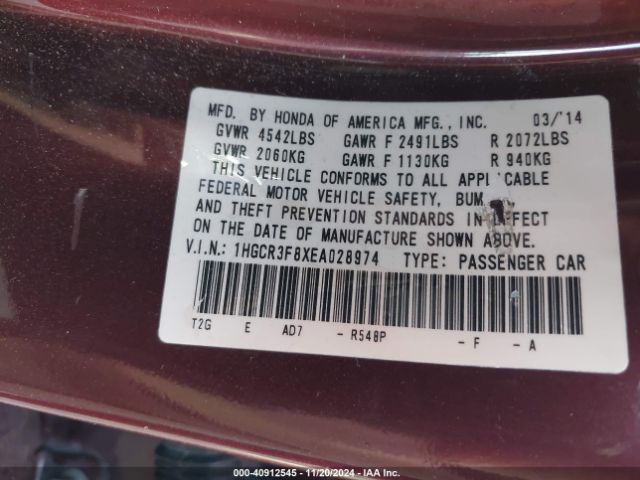 MFD. BY HONDA OF AMERICA MFG., INC. 03/'14
GVWR 4542LBS GAWR F 2491LBS R 2072LBS
GVWR 2060KG GAWR F 1130KG R 940KG
THIS VEHICLE CONFORMS TO ALL APPLICABLE
FEDERAL MOTOR VEHICLE SAFETY, BUM
AND THEFT PREVENTION STANDARDS IN EFFECT
ON THE DATE OF MANUFACTURE SHOWN ABOVE.
V.I.N.: 1HGCR3F8XEA028974 TYPE: PASSENGER CAR
T2G E AD7 - R548P - F - A
000-40912545 - 11/20/2024 - IAA Inc.